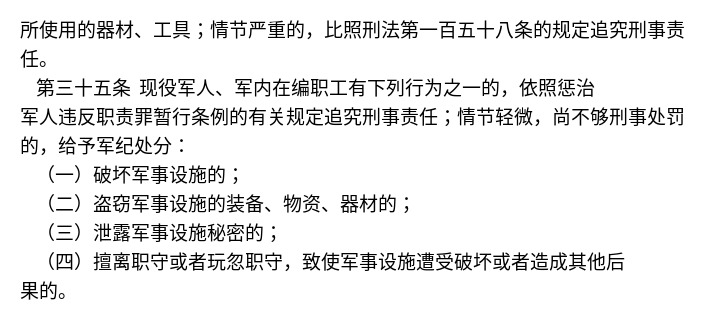 所使用的器材、工具；情节严重的，比照刑法第一百五十八条的规定追究刑事责
任。
第三十五条 现役军人、军内在编职工有下列行为之一的，依照惩治
军人违反职责罪暂行条例的有关规定追究刑事责任；情节轻微，尚不够刑事处罚
的，给予军纪处分：
（一）破坏军事设施的；
（二）盗窃军事设施的装备、物资、器材的；
（三）泄露军事设施秘密的；
（四）擅离职守或者玩忽职守，致使军事设施遭受破坏或者造成其他后
果的。